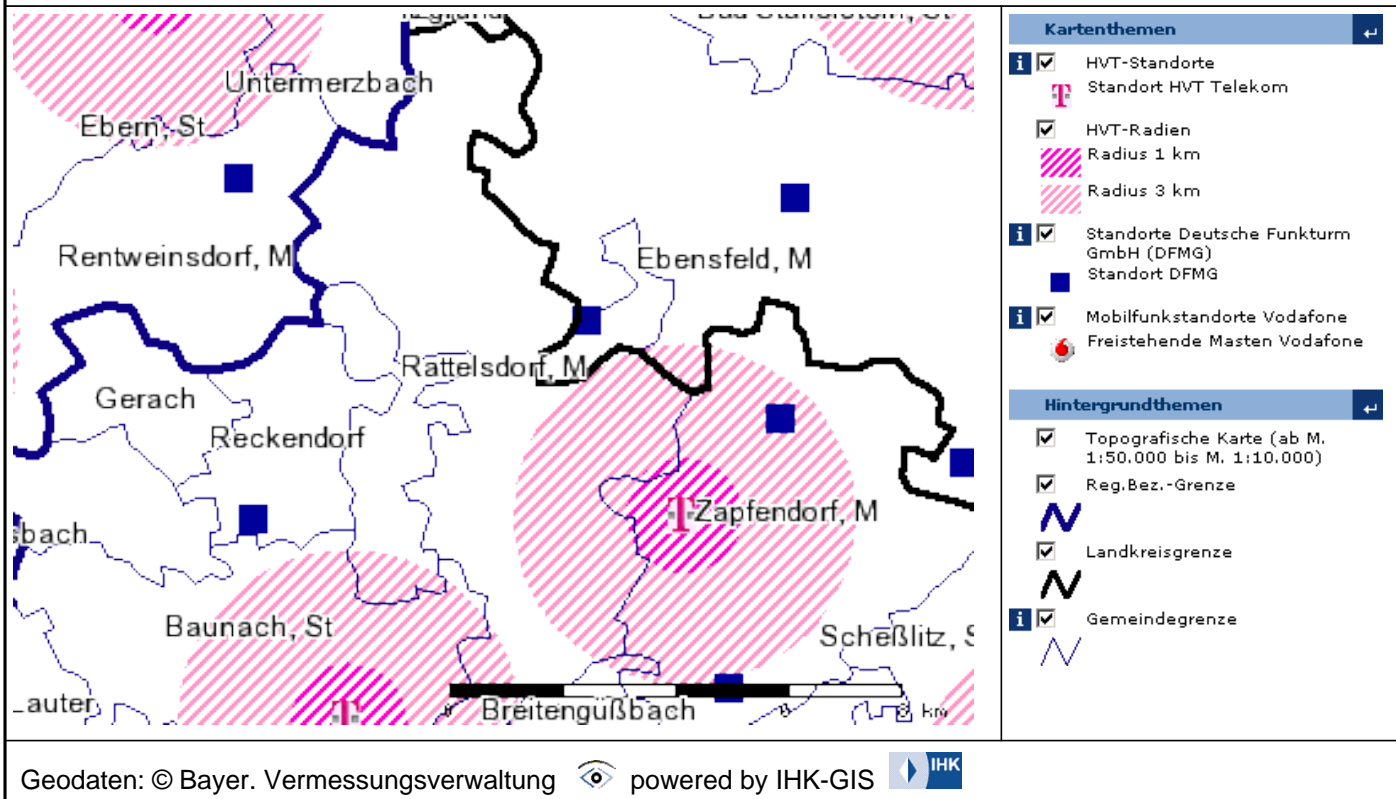 Untermerzbach
Ebern, St
Rentweinsdorf, M
Ebensfeld, M
Rattelsdorf, M
Gerach
Reckendorf
Zapfendorf, M
sbach
Baunach, St
Scheßlitz, S
Lauter
Breitengüßbach
km
Kartenthemen
HVT-Standorte
Standort HVT Telekom
HVT-Radien
Radius 1 km
Radius 3 km
Standorte Deutsche Funkturm
GmbH (DFMG)
Standort DFMG
Mobilfunkstandorte Vodafone
Freistehende Masten Vodafone
Hintergrundthemen
Topografische Karte (ab M.
1:50.000 bis M. 1:10.000)
Reg.Bez.-Grenze
Landkreisgrenze
Gemeindegrenze
Geodaten: © Bayer. Vermessungsverwaltung powered by IHK-GIS IHK